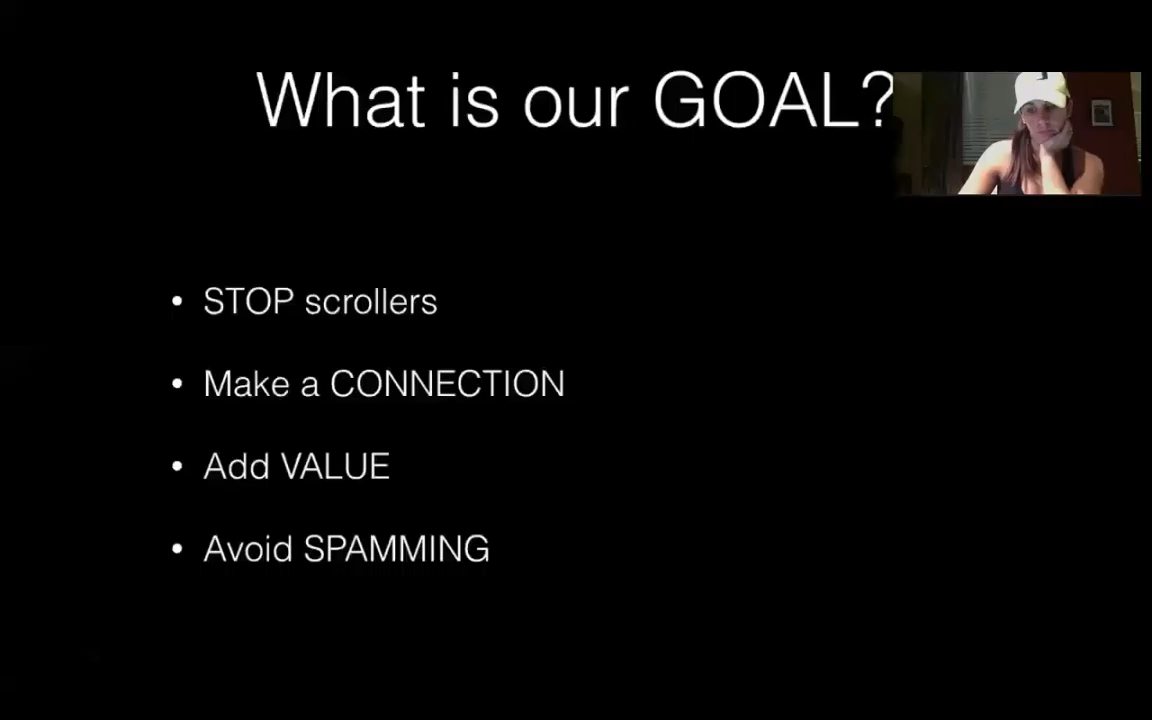 What is our GOAL?
• STOP scrollers
• Make a CONNECTION
• Add VALUE
• Avoid SPAMMING